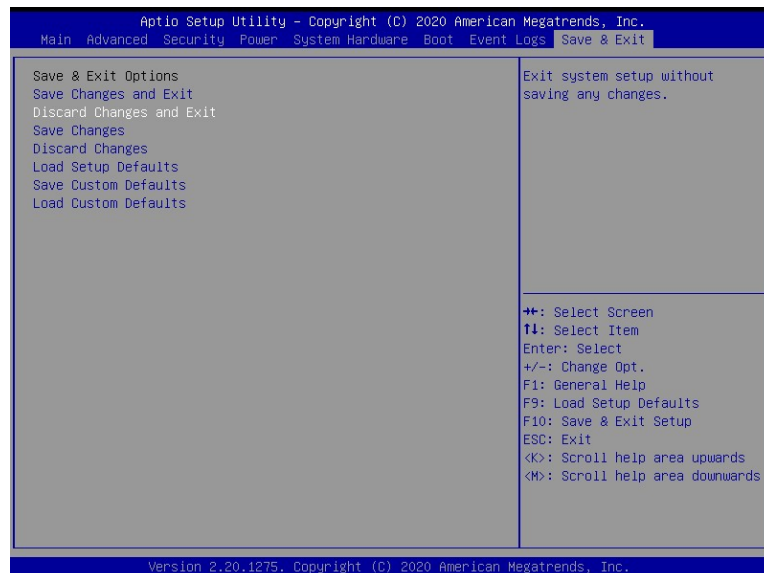 Aptio Setup Utility – Copyright (C) 2020 American Megatrends, Inc.
Main Advanced Security Power System Hardware Boot Event Logs Save & Exit
Save & Exit Options
Save Changes and Exit
Discard Changes and Exit
Save Changes
Discard Changes
Load Setup Defaults
Save Custom Defaults
Load Custom Defaults
Exit system setup without
saving any changes.
→←: Select Screen
↑↓: Select Item
Enter: Select
+/-: Change Opt.
F1: General Help
F9: Load Setup Defaults
F10: Save & Exit Setup
ESC: Exit
<K>: Scroll help area upwards
<M>: Scroll help area downwards
Version 2.20.1275. Copyright (C) 2020 American Megatrends, Inc.